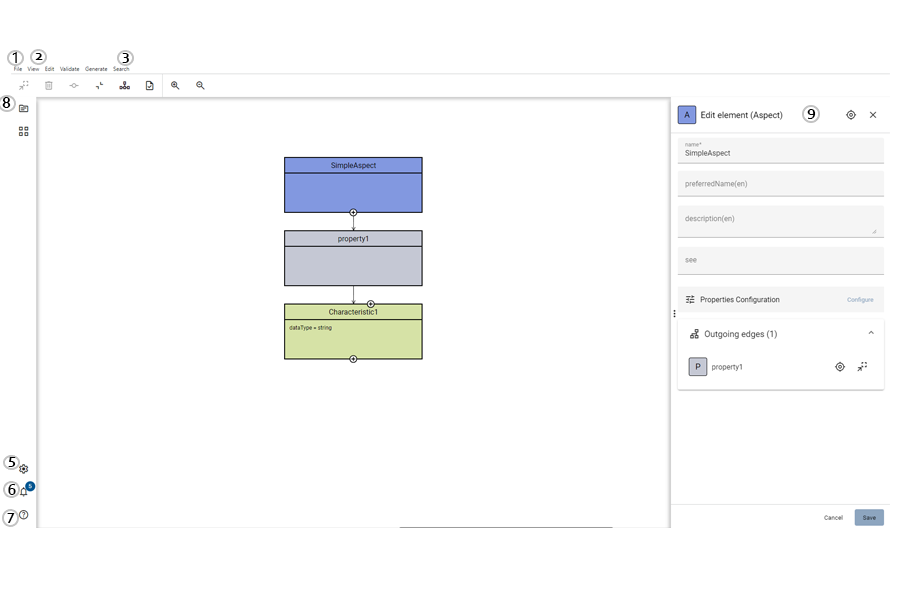 1 2 3
File View Edit Validate Generate Search
8
A Edit element (Aspect) 9
name*
SimpleAspect
preferredName(en)
description(en)
see
Properties Configuration Configure
Outgoing edges (1)
P property1
Cancel Save
SimpleAspect
property1
Characteristic1
dataType = string
5
6 5
7